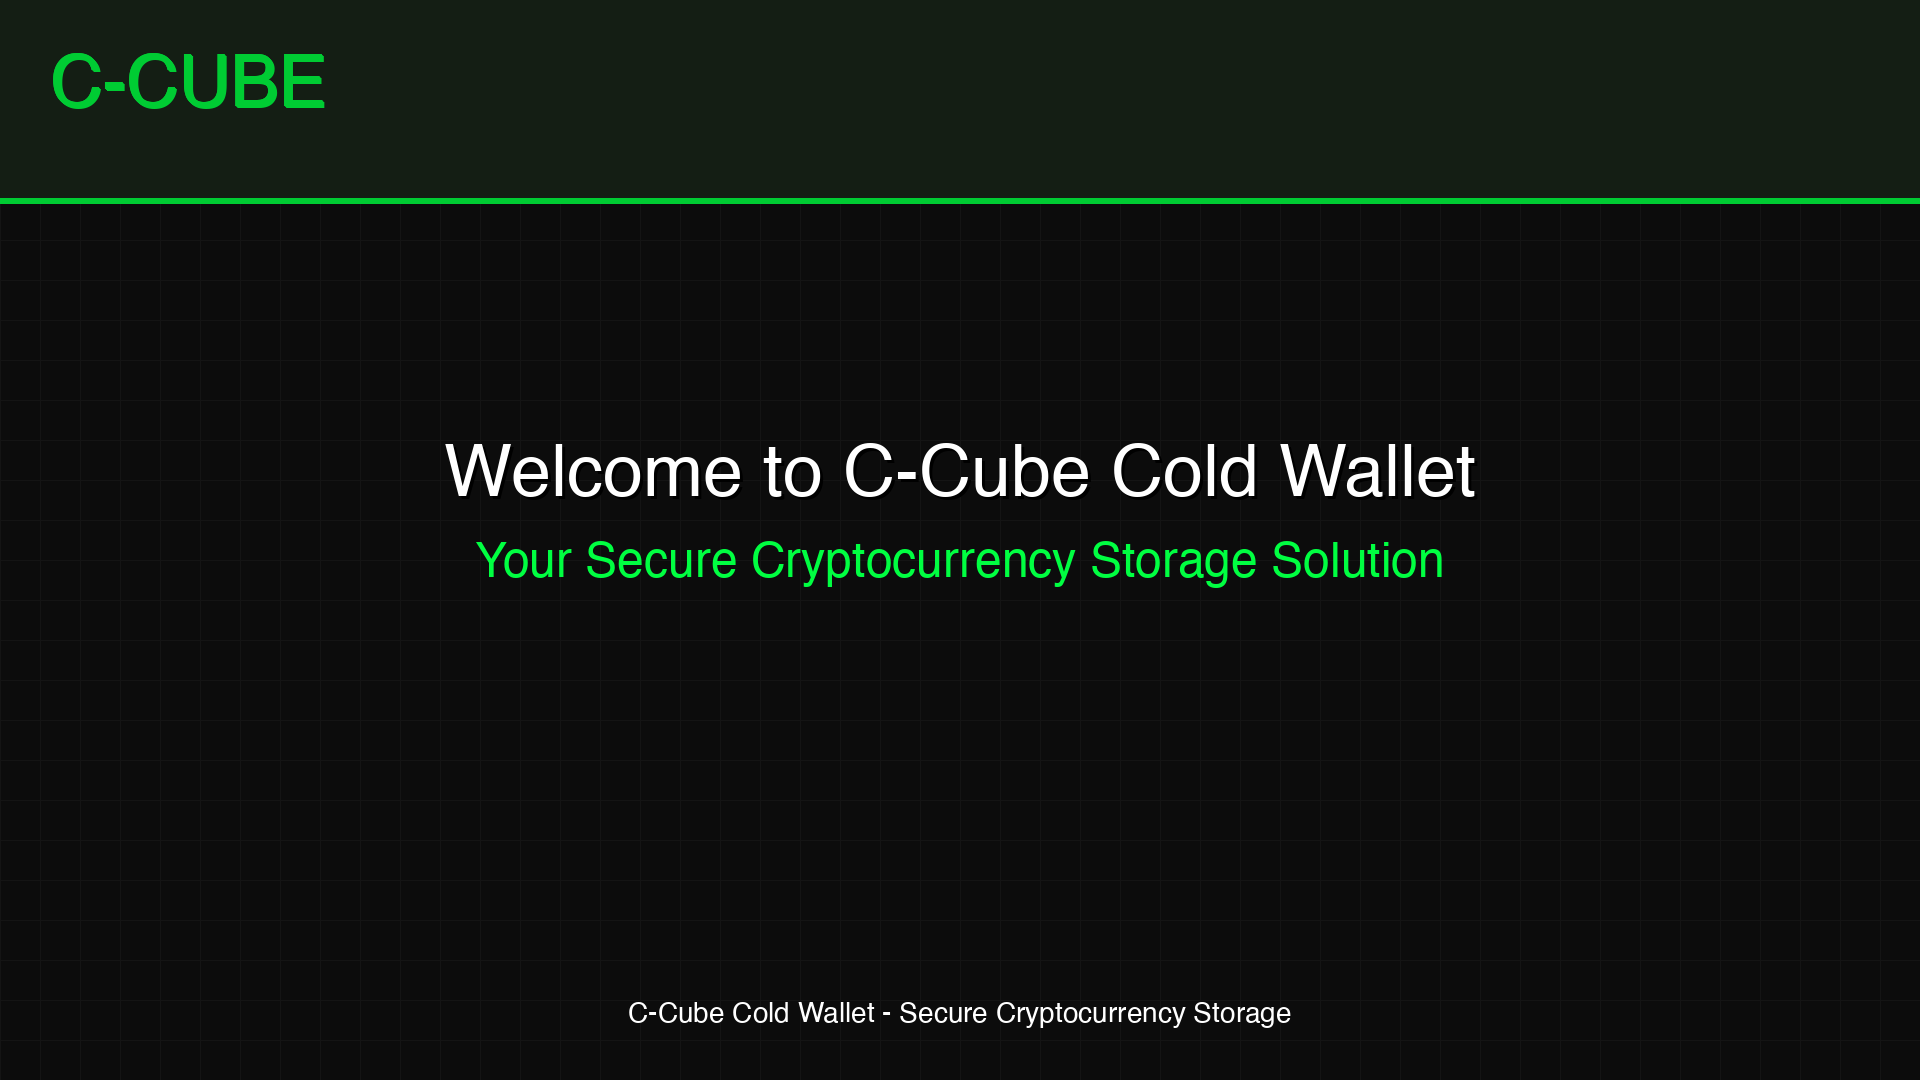 C-CUBE
Welcome to C-Cube Cold Wallet
Your Secure Cryptocurrency Storage Solution
C-Cube Cold Wallet - Secure Cryptocurrency Storage